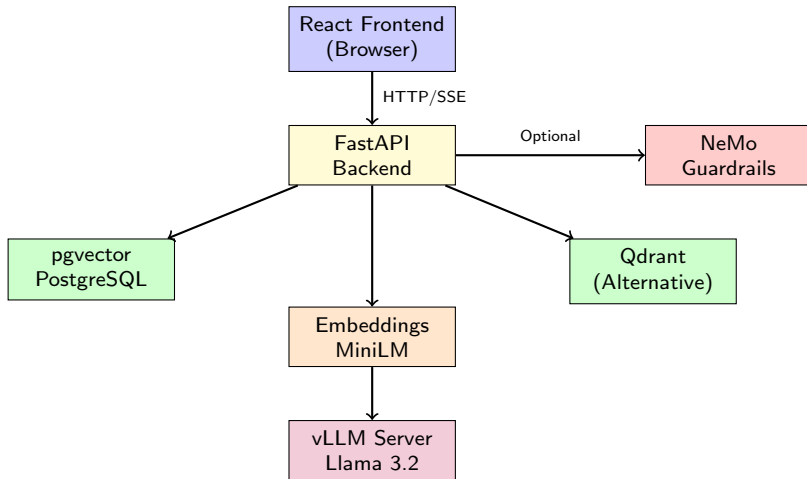 React Frontend
(Browser)
HTTP/SSE
FastAPI
Backend
Optional
NeMo
Guardrails
pgvector
PostgreSQL
Qdrant
(Alternative)
Embeddings
MiniLM
vLLM Server
Llama 3.2